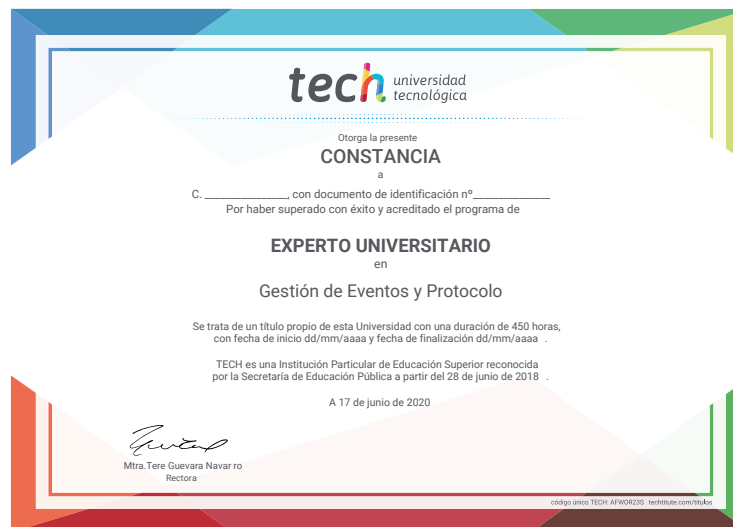 tech universidad
tecnológica
Otorga la presente
CONSTANCIA
a
C. ________________, con documento de identificación nº_______________
Por haber superado con éxito y acreditado el programa de
EXPERTO UNIVERSITARIO
en
Gestión de Eventos y Protocolo
Se trata de un título propio de esta Universidad con una duración de 450 horas,
con fecha de inicio dd/mm/aaaa y fecha de finalización dd/mm/aaaa .
TECH es una Institución Particular de Educación Superior reconocida
por la Secretaría de Educación Pública a partir del 28 de junio de 2018 .
A 17 de junio de 2020
Mtra.Tere Guevara Navar ro
Rectora
código único TECH: AFWOR23S techtitute.com/titulos